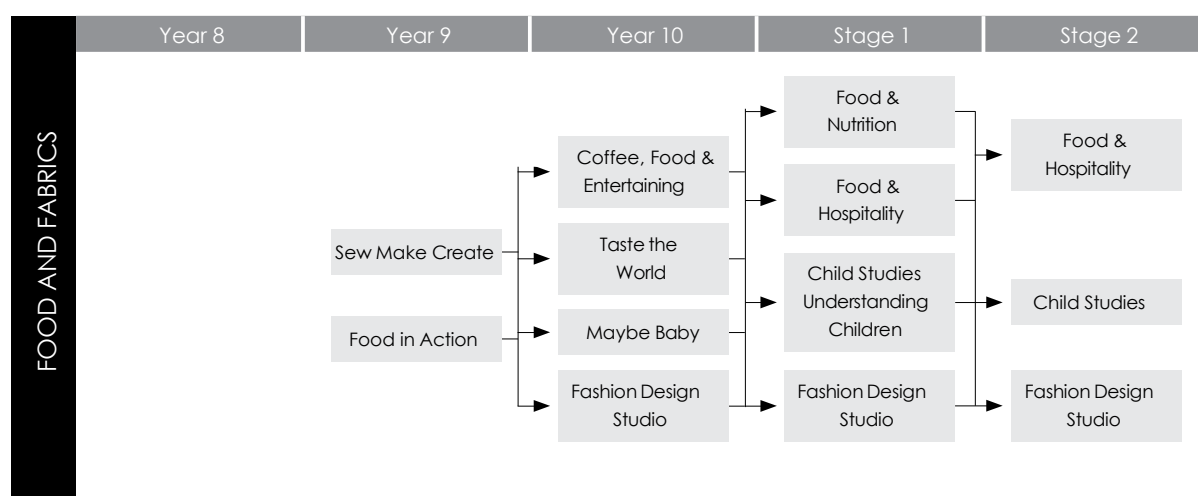 Year 8
Year 9
Year 10
Stage 1
Stage 2
FOOD AND FABRICS
Sew Make Create
Food in Action
Coffee, Food &
Entertaining
Taste the
World
Maybe Baby
Fashion Design
Studio
Food &
Nutrition
Food &
Hospitality
Child Studies
Understanding
Children
Fashion Design
Studio
Food &
Hospitality
Child Studies
Fashion Design
Studio